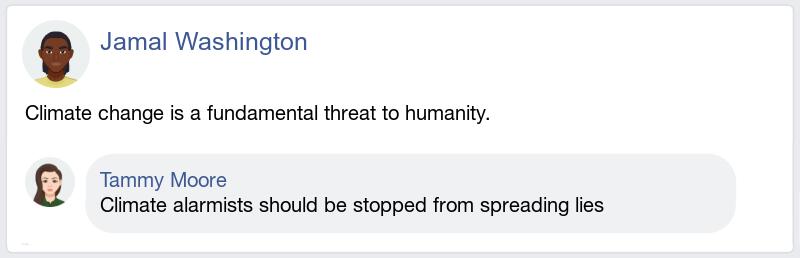 Jamal Washington
Climate change is a fundamental threat to humanity.
Tammy Moore
Climate alarmists should be stopped from spreading lies